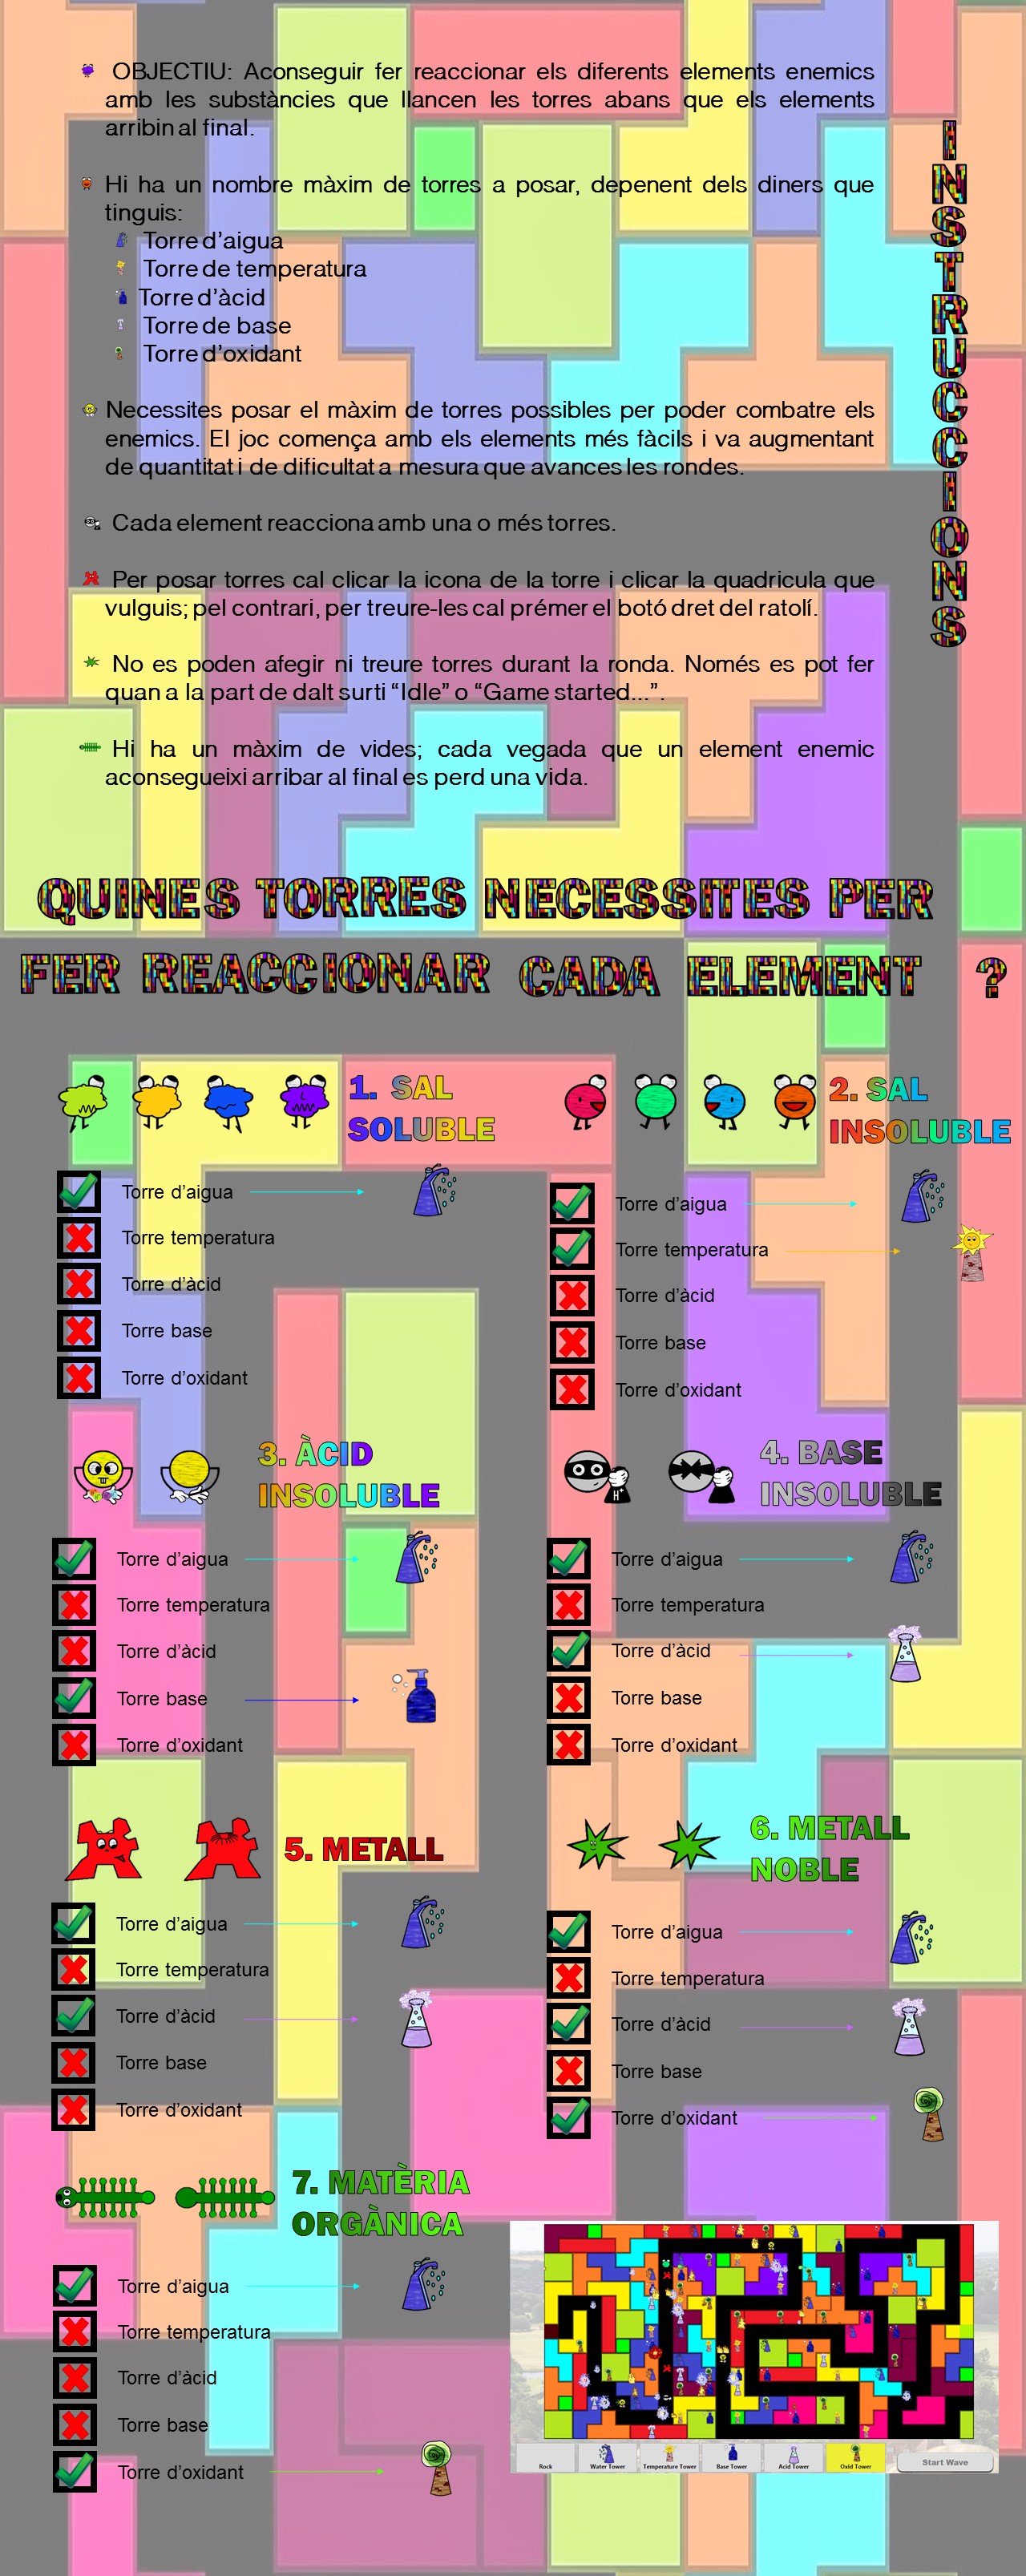 OBJECTIU: Aconseguir fer reaccionar els diferents elements enemics
amb les substàncies que llancen les torres abans que els elements
arribin al final.
Hi ha un nombre màxim de torres a posar, depenent dels diners que
tinguis:
Torre d'aigua
Torre de temperatura
Torre d'àcid
Torre de base
Torre d'oxidant
Necessites posar el màxim de torres possibles per poder combatre els
enemics. El joc comença amb els elements més fàcils i va augmentant
de quantitat i de dificultat a mesura que avances les rondes.
Cada element reacciona amb una o més torres.
Per posar torres cal clicar la icona de la torre i clicar la quadricula que
vulguis; pel contrari, per treure-les cal prémer el botó dret del ratolí.
No es poden afegir ni treure torres durant la ronda. Només es pot fer
quan a la part de dalt surti “Idle” o “Game started...”.
Hi ha un màxim de vides; cada vegada que un element enemic
aconsegueixi arribar al final es perd una vida.
INSTRUCCIONS
QUINES TORRES NECESSITES PER
FER REACCIONAR CADA ELEMENT ?
1. SAL
SOLUBLE
Torre d'aigua
Torre temperatura
Torre d'àcid
Torre base
Torre d'oxidant
2. SAL
INSOLUBLE
Torre d'aigua
Torre temperatura
Torre d'àcid
Torre base
Torre d'oxidant
3. ÀCID
INSOLUBLE
Torre d'aigua
Torre temperatura
Torre d'àcid
Torre base
Torre d'oxidant
4. BASE
INSOLUBLE
H+
Torre d'aigua
Torre temperatura
Torre d'àcid
Torre base
Torre d'oxidant
5. METALL
Torre d'aigua
Torre temperatura
Torre d'àcid
Torre base
Torre d'oxidant
6. METALL
NOBLE
Torre d'aigua
Torre temperatura
Torre d'àcid
Torre base
Torre d'oxidant
7. MATÈRIA
ORGÀNICA
Torre d'aigua
Torre temperatura
Torre d'àcid
Torre base
Torre d'oxidant
Rock Water Tower Temperature Tower Base Tower Acid Tower Oxid Tower Start Wave